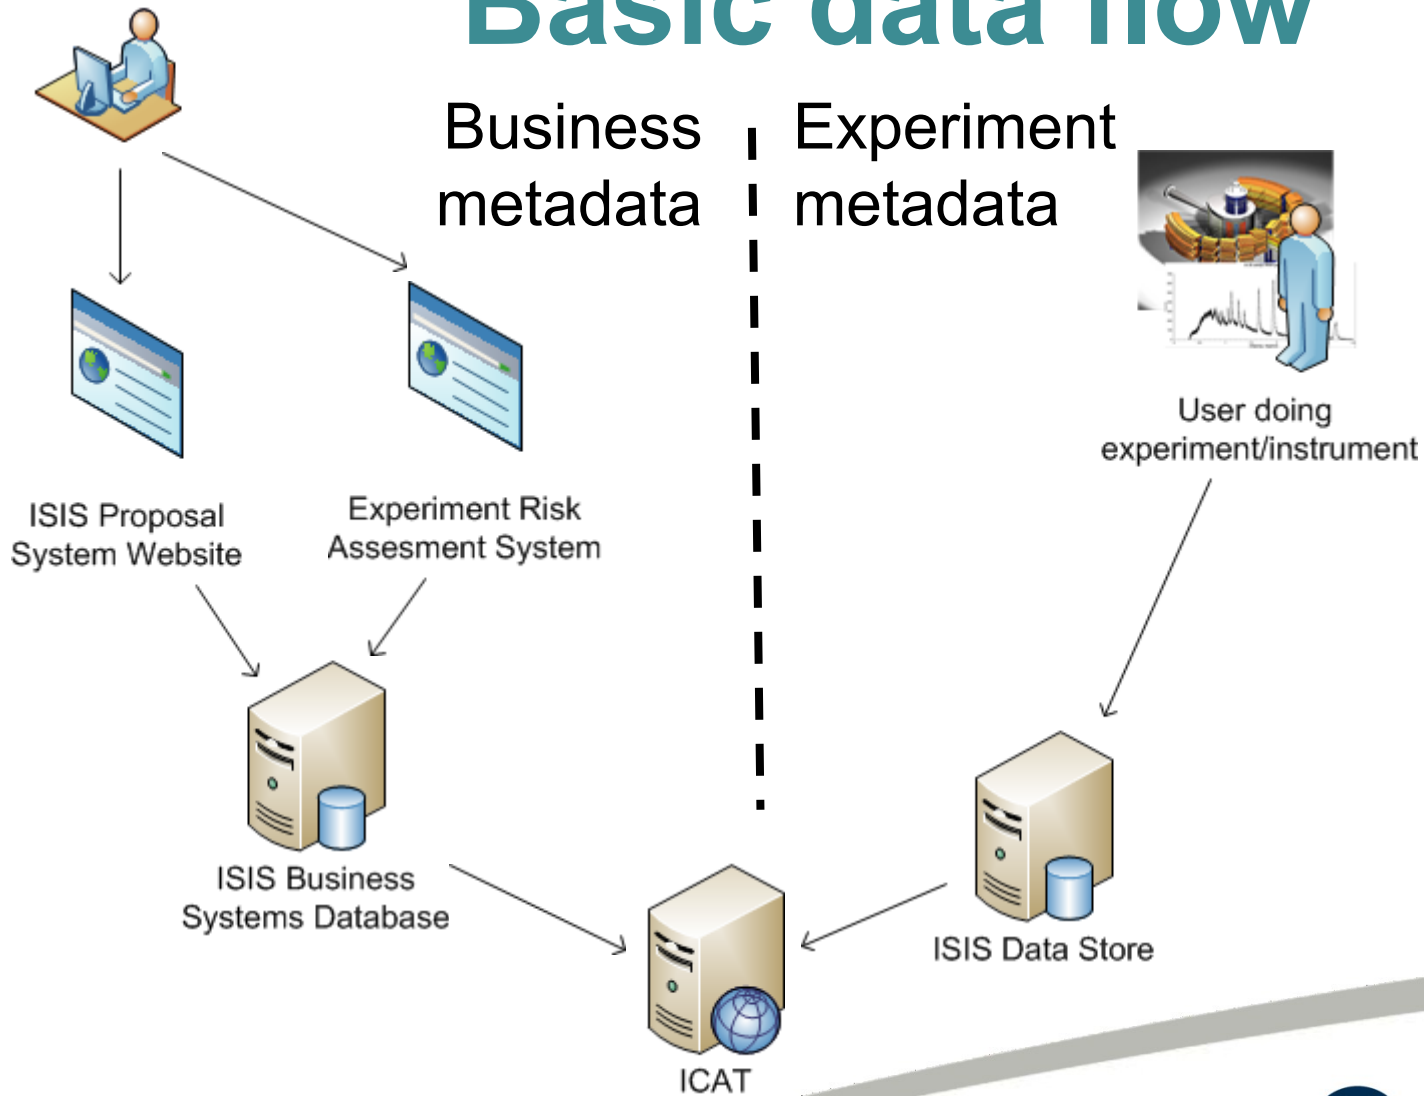 Basic data flow
Business
metadata
Experiment
metadata
User doing
experiment/instrument
ISIS Proposal
System Website
Experiment Risk
Assesment System
ISIS Business
Systems Database
ISIS Data Store
ICAT